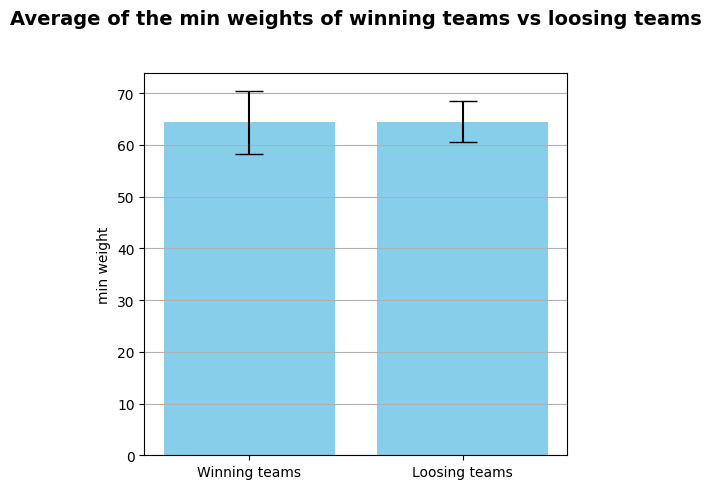 Average of the min weights of winning teams vs loosing teams
70
60
50
40
30
20
10
0
min weight
Winning teams
Loosing teams